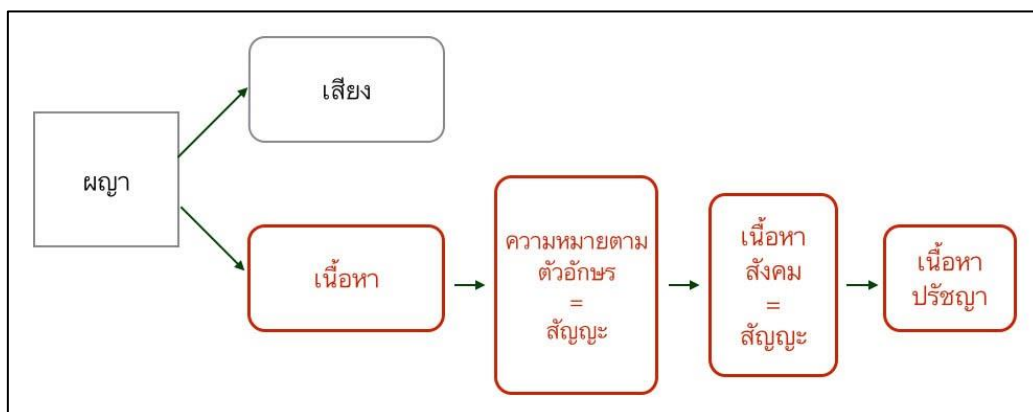 เสียง
ผญา
เนื้อหา
ความหมายตาม
ตัวอักษร
=
สัญญะ
เนื้อหา
สังคม
=
สัญญะ
เนื้อหา
ปรัชญา